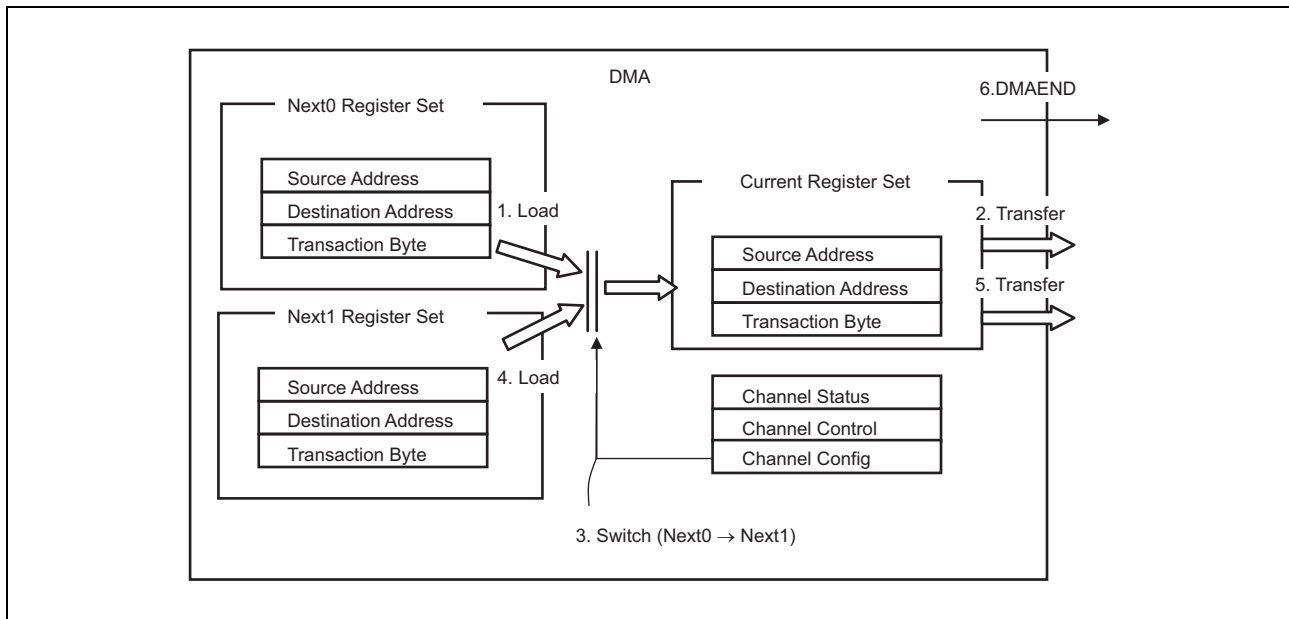 DMA
6.DMAEND
Next0 Register Set
Source Address
Destination Address
Transaction Byte
1. Load
Current Register Set
2. Transfer
Source Address
Destination Address
Transaction Byte
5. Transfer
Next1 Register Set
4. Load
Source Address
Destination Address
Transaction Byte
Channel Status
Channel Control
Channel Config
3. Switch (Next0 → Next1)